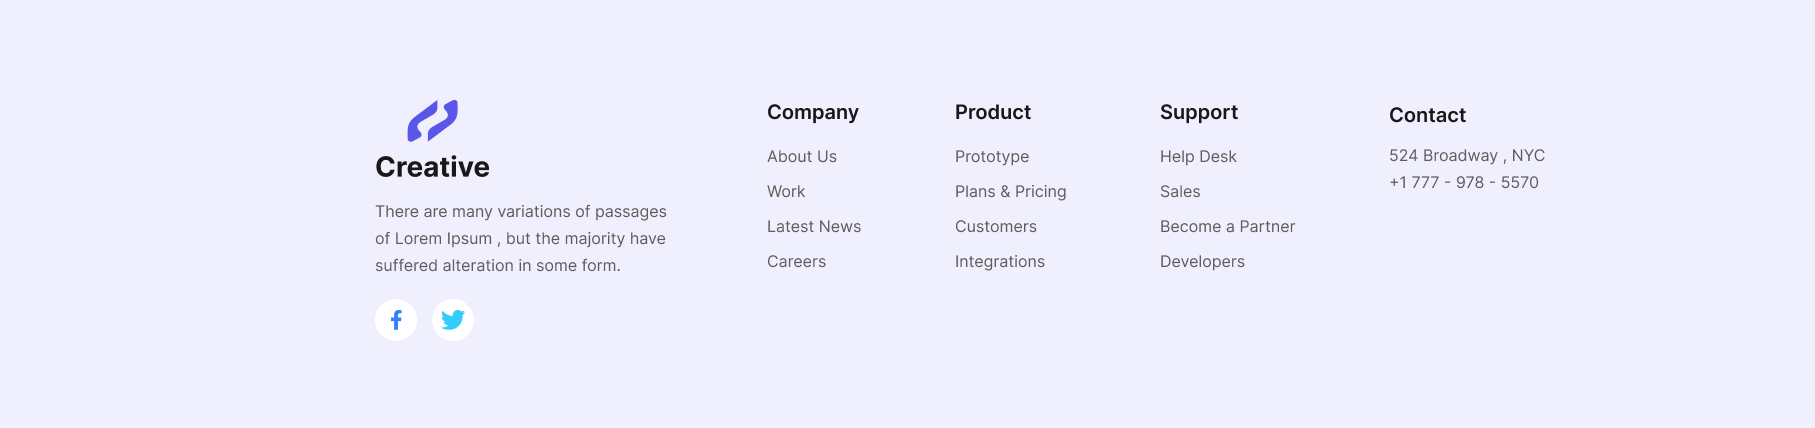 Creative
There are many variations of passages
of Lorem Ipsum , but the majority have
suffered alteration in some form.
Company
About Us
Work
Latest News
Careers
Product
Prototype
Plans & Pricing
Customers
Integrations
Support
Help Desk
Sales
Become a Partner
Developers
Contact
524 Broadway , NYC
+1 777 - 978 - 5570